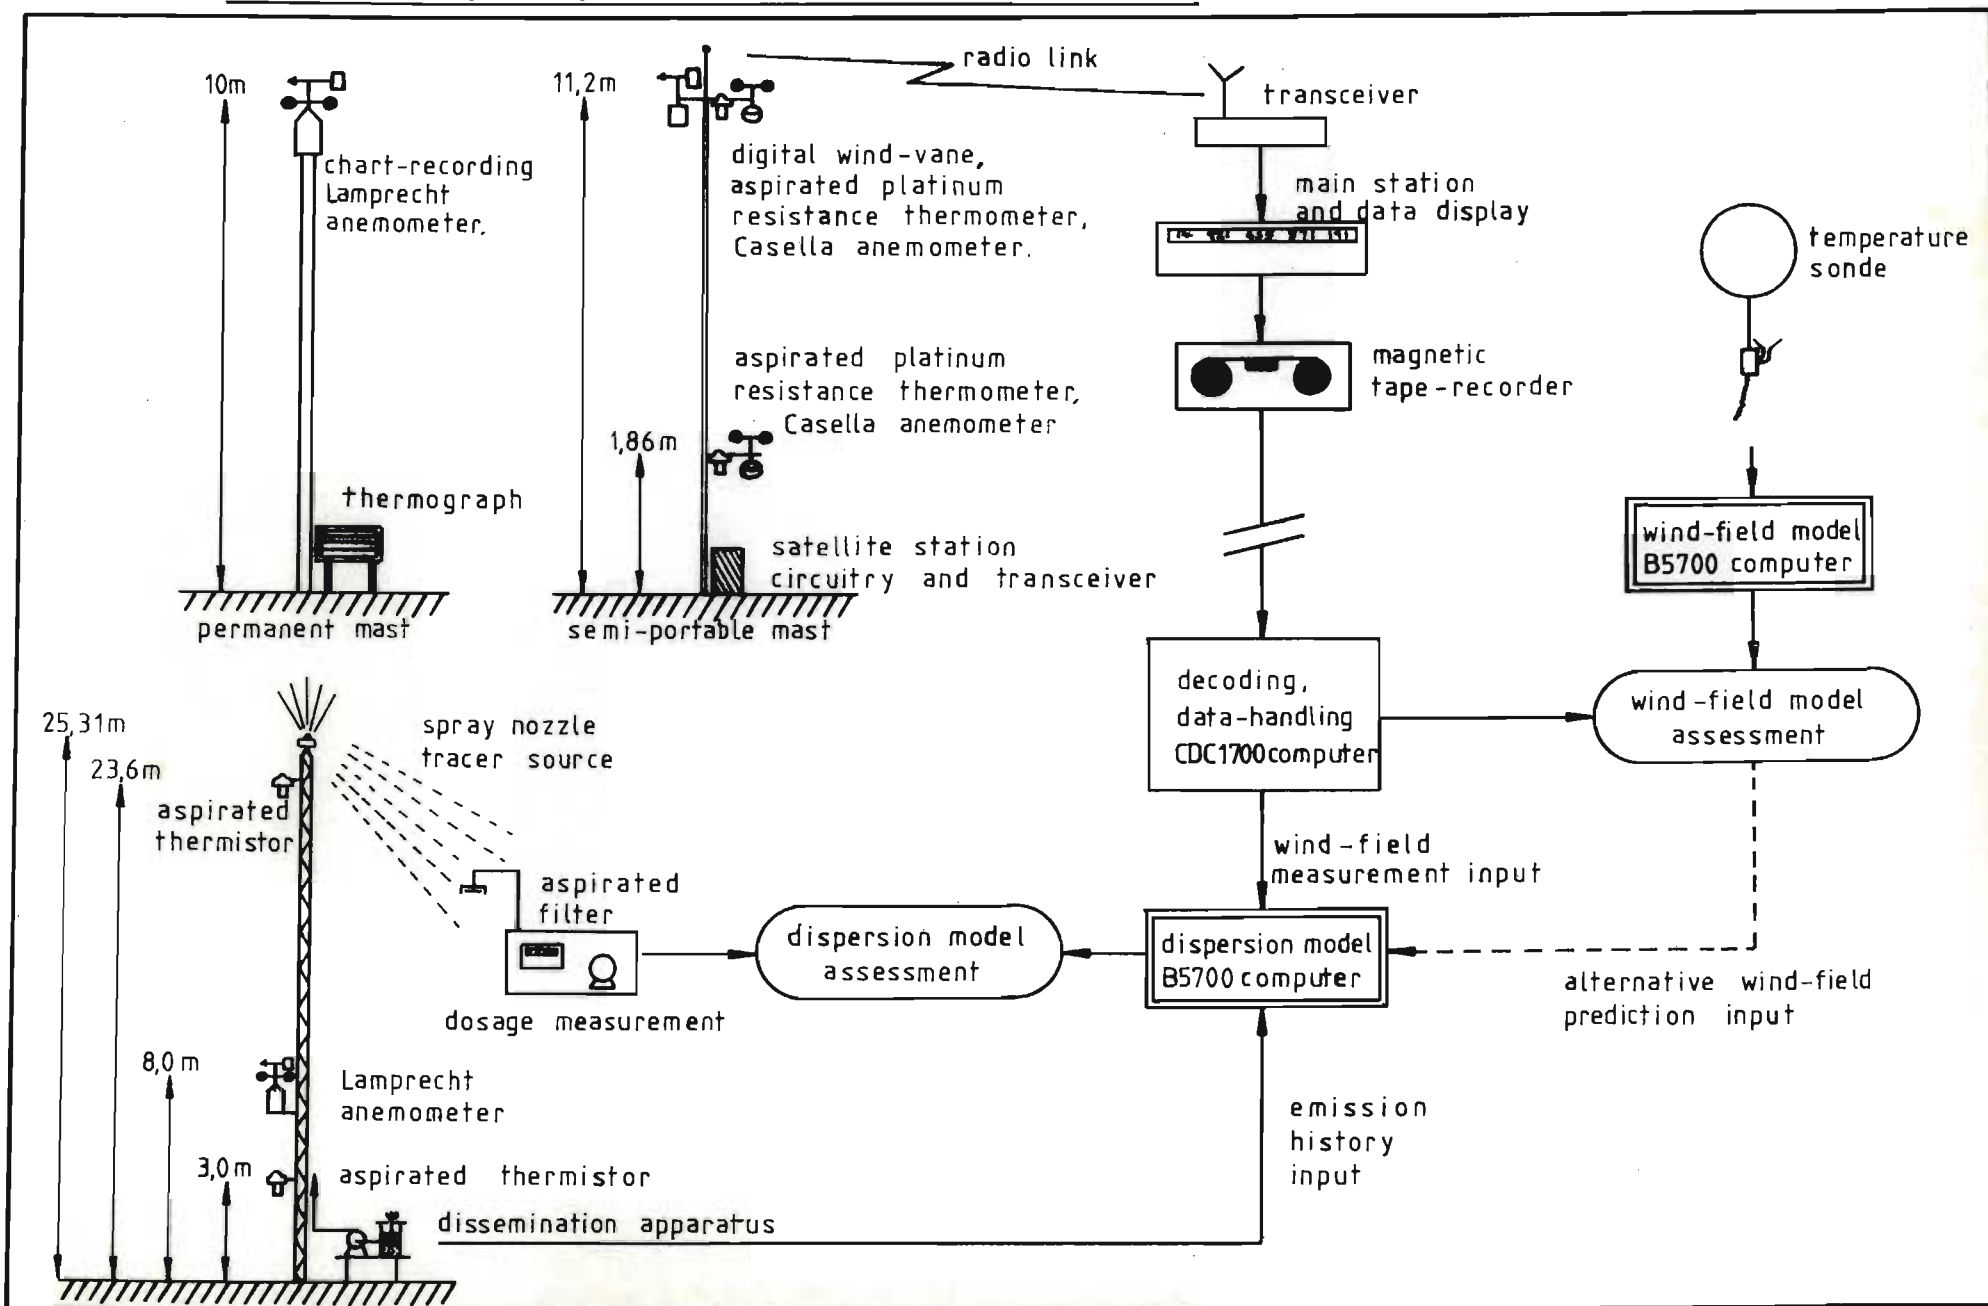 10m
chart-recording
Lamprecht
anemometer.
thermograph
permanent mast
11,2m
radio link
digital wind-vane,
aspirated platinum
resistance thermometer,
Casella anemometer.
aspirated platinum
resistance thermometer,
Casella anemometer
1,86m
satellite station
circuitry and transceiver
semi-portable mast
transceiver
main station
and data display
magnetic
tape-recorder
temperature
sonde
wind-field model
B5700 computer
decoding,
data-handling
CDC1700 computer
wind-field model
assessment
25,31m
23,6m
spray nozzle
tracer source
aspirated
thermistor
aspirated
filter
dosage measurement
dispersion model
assessment
wind-field
measurement input
dispersion model
B5700 computer
alternative wind-field
prediction input
8,0m
Lamprecht
anemometer
3,0m
aspirated thermistor
dissemination apparatus
emission
history
input